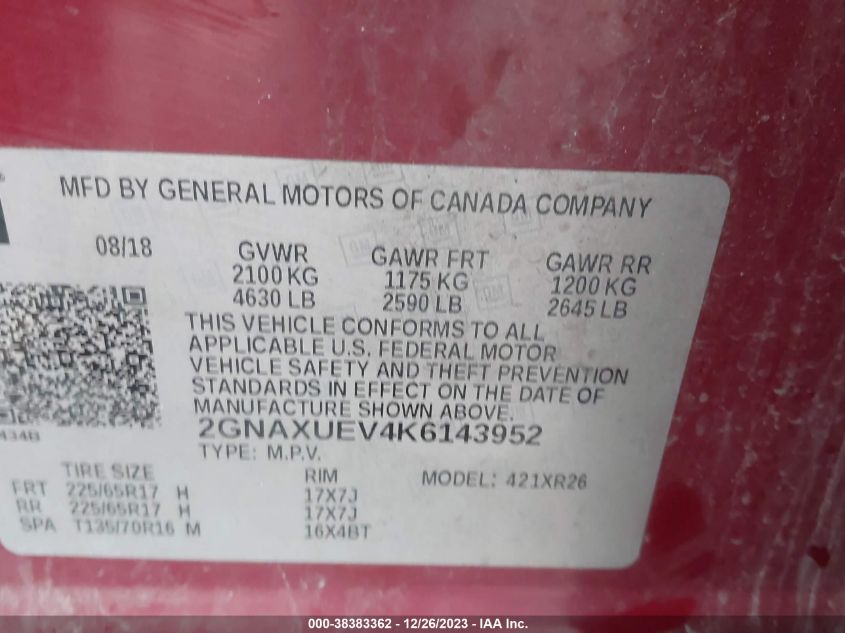 MFD BY GENERAL MOTORS OF CANADA COMPANY
08/18 GVWR GAWR FRT GAWR RR
2100 KG 1175 KG 1200 KG
4630 LB 2590 LB 2645 LB
THIS VEHICLE CONFORMS TO ALL
APPLICABLE U.S. FEDERAL MOTOR
VEHICLE SAFETY AND THEFT PREVENTION
STANDARDS IN EFFECT ON THE DATE OF
MANUFACTURE SHOWN ABOVE.
2GNAXUEV4K6143952
TYPE: M.P.V.
434B
TIRE SIZE RIM MODEL: 421XR26
FRT 225/65R17 H 17X7J
RR 225/65R17 H 17X7J
SPA T135/70R16 M 16X4BT
000-38383362 - 12/26/2023 - IAA Inc.